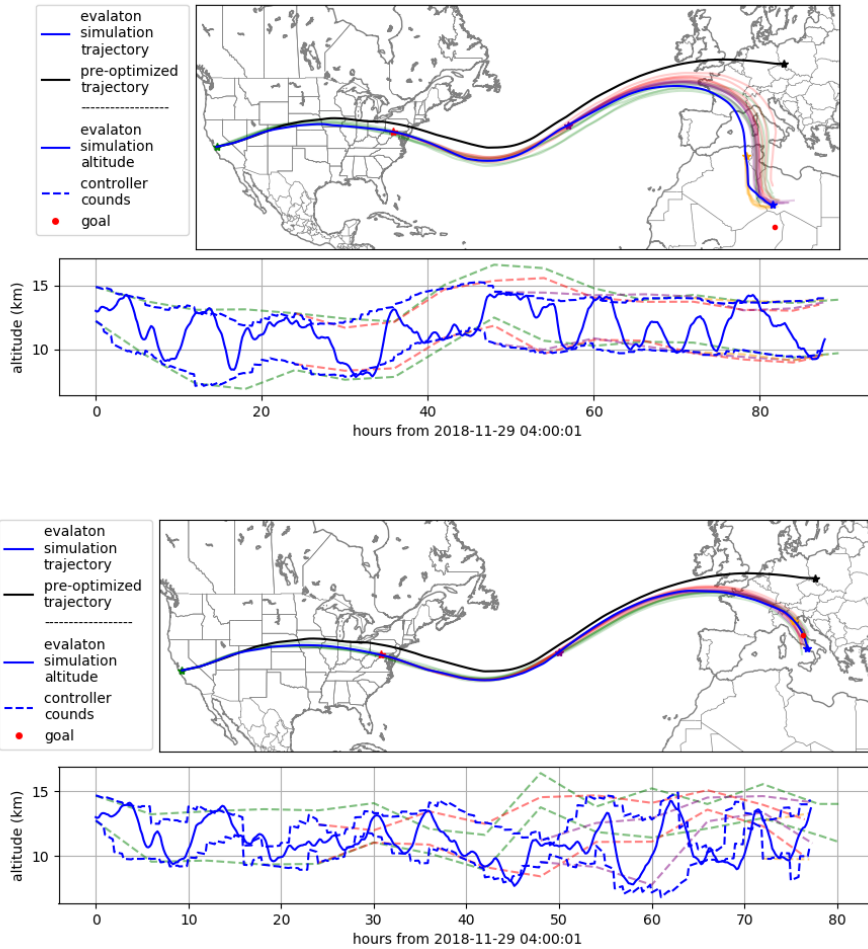 evalaton
simulation
trajectory
pre-optimized
trajectory
------------------
evalaton
simulation
altitude
controller
counds
goal
altitude (km)
15
10
0
20
40
60
80
hours from 2018-11-29 04:00:01
evalaton
simulation
trajectory
pre-optimized
trajectory
------------------
evalaton
simulation
altitude
controller
counds
goal
altitude (km)
15
10
0
10
20
30
40
50
60
70
80
hours from 2018-11-29 04:00:01